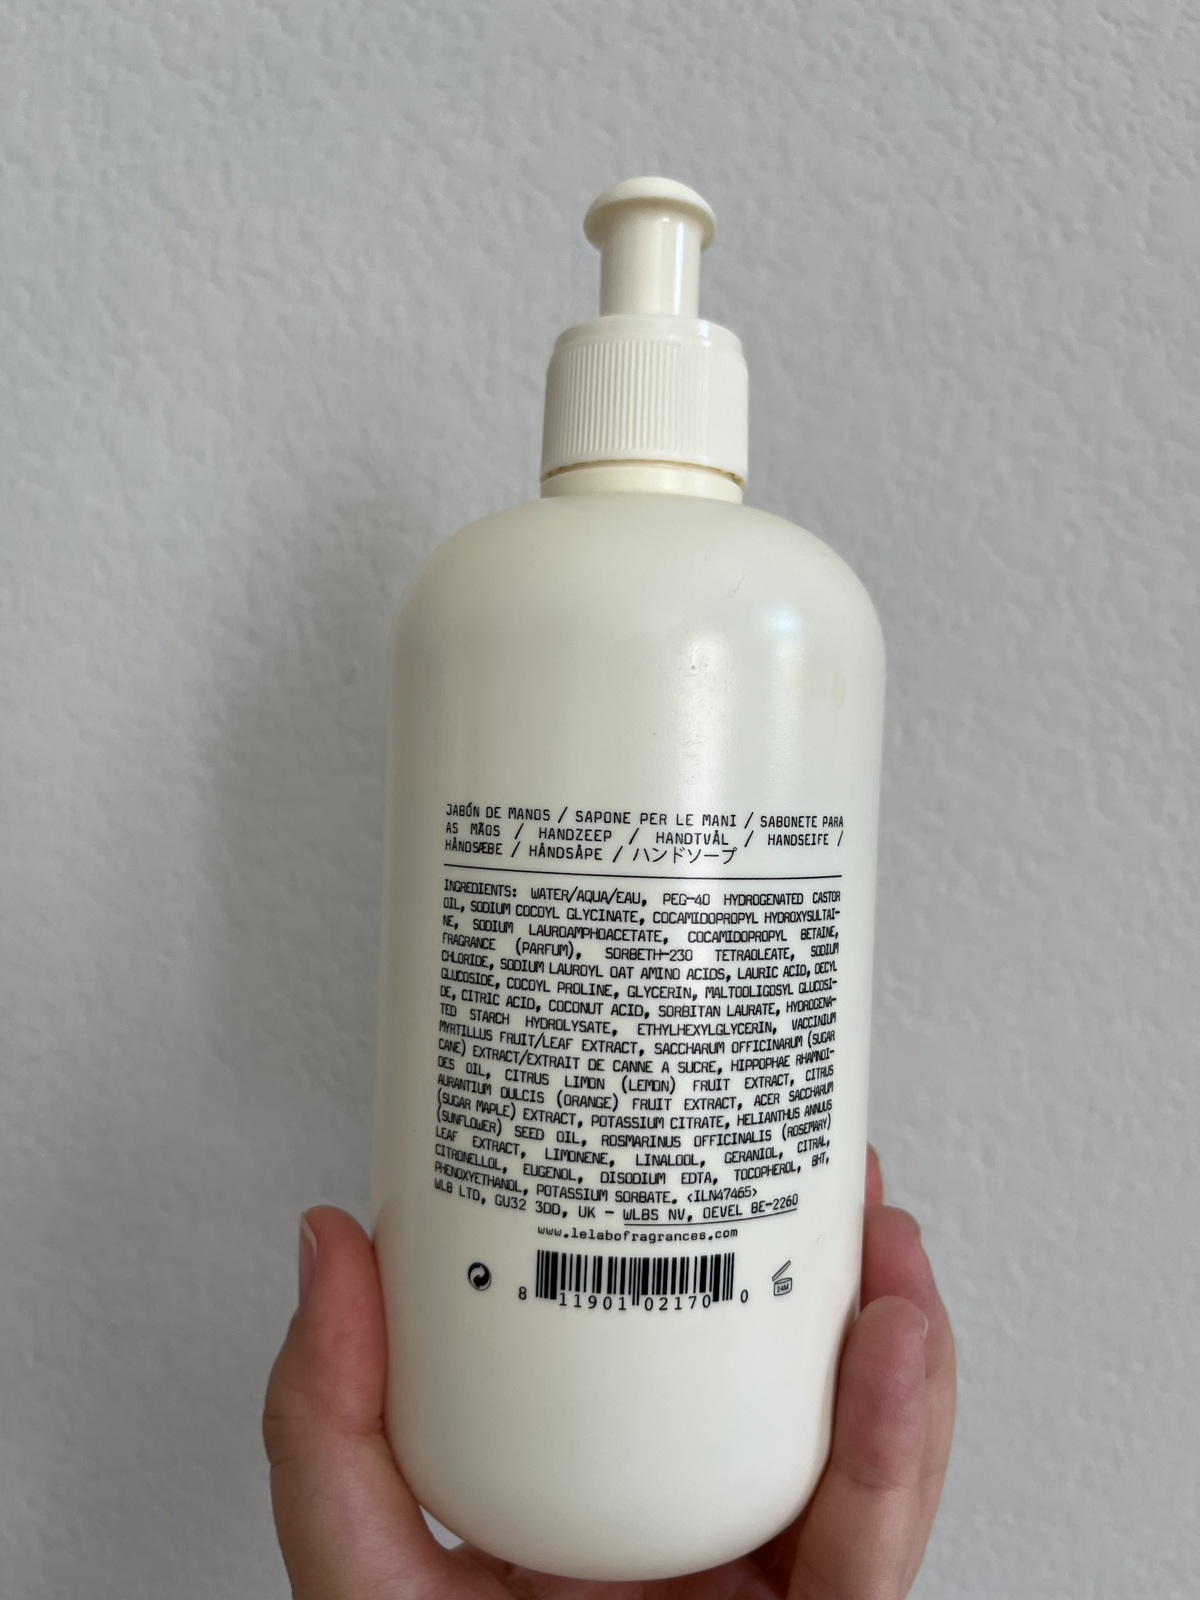 JABÓN DE MANOS / SAPONE PER LE MANI / SABONETE PARA
AS MÃOS / HANDZEEP / HANDTVÅL / HANDSEIFE /
HÅNDSÆBE / HÅNDSÅPE / ハンドソープ
INGREDIENTS: WATER/AQUA/EAU, PEG-40 HYDROGENATED CASTOR
OIL, SODIUM COCOYL GLYCINATE, COCAMIDOPROPYL HYDROXYSULTAI-
NE, SODIUM LAUROAMPHOACETATE, COCAMIDOPROPYL BETAINE,
FRAGRANCE (PARFUM), SORBETH-230 TETRAOLEATE, SODIUM
CHLORIDE, SODIUM LAUROYL OAT AMINO ACIDS, LAURIC ACID, DECYL
GLUCOSIDE, COCOYL PROLINE, GLYCERIN, MALTOOLIGOSYL GLUCOSI-
DE, CITRIC ACID, COCONUT ACID, SORBITAN LAURATE, HYDROGENA-
TED STARCH HYDROLYSATE, ETHYLHEXYLGLYCERIN, VACCINIUM
MYRTILLUS FRUIT/LEAF EXTRACT, SACCHARUM OFFICINARUM (SUGAR
CANE) EXTRACT/EXTRAIT DE CANNE A SUCRE, HIPPOPHAE RHAMNOI-
DES OIL, CITRUS LIMON (LEMON) FRUIT EXTRACT, CITRUS
AURANTIUM DULCIS (ORANGE) FRUIT EXTRACT, ACER SACCHARUM
(SUGAR MAPLE) EXTRACT, POTASSIUM CITRATE, HELIANTHUS ANNUUS
(SUNFLOWER) SEED OIL, ROSMARINUS OFFICINALIS (ROSEMARY)
LEAF EXTRACT, LIMONENE, LINALOOL, GERANIOL, CITRAL,
CITRONELLOL, EUGENOL, DISODIUM EDTA, TOCOPHEROL, BHT,
PHENOXYETHANOL, POTASSIUM SORBATE. <ILN47465>
WLB LTD, GU32 3DD, UK - WLBS NV, OEVEL BE-2260
www.lelabofragrances.com
8 11901 02170 0
24M